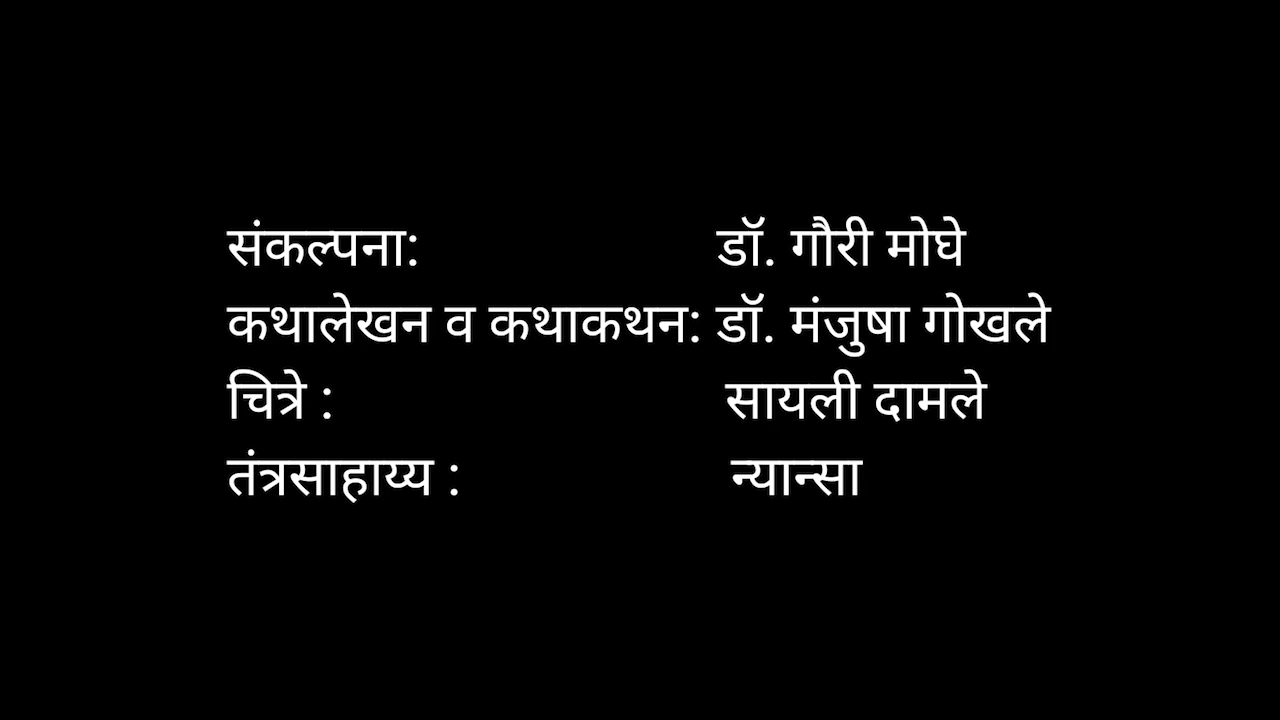 संकल्पना: डॉ. गौरी मोघे
कथालेखन व कथाकथन: डॉ. मंजुषा गोखले
चित्रे : सायली दामले
तंत्रसाहाय्य : न्यान्सा